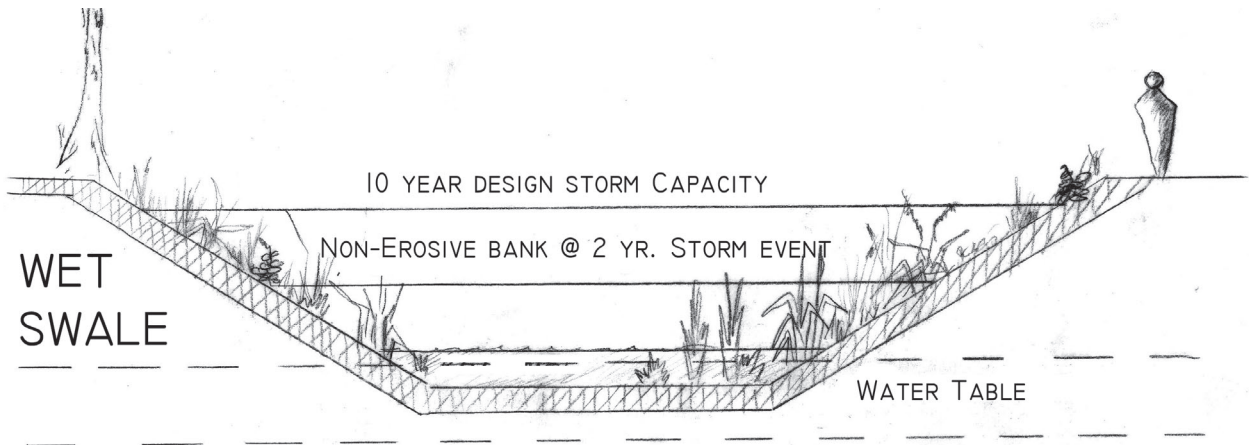 10 YEAR DESIGN STORM CAPACITY
NON-EROSIVE BANK @ 2 YR. STORM EVENT
WET
SWALE
WATER TABLE